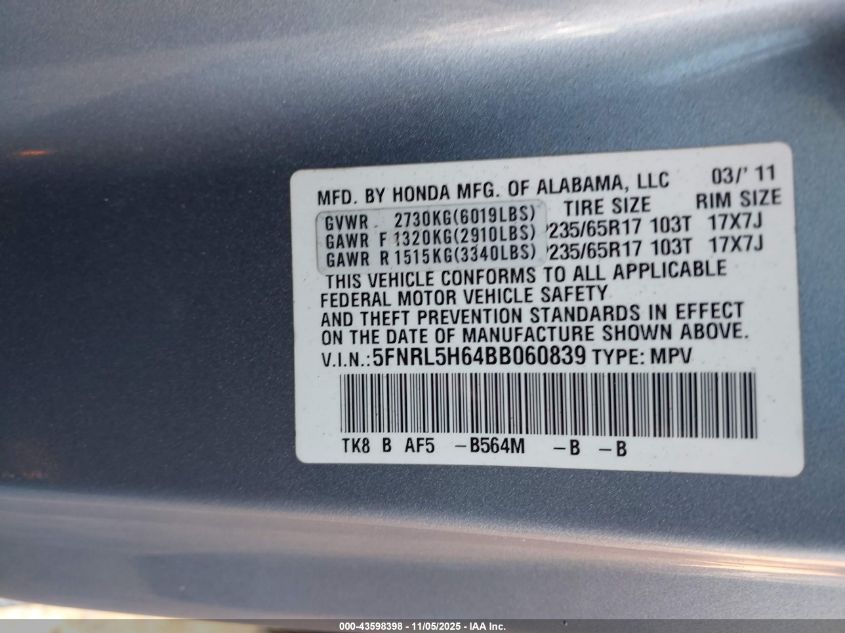 MFD. BY HONDA MFG. OF ALABAMA, LLC 03/' 11
TIRE SIZE RIM SIZE
GVWR 2730KG(6019LBS)
GAWR F 1320KG(2910LBS) P235/65R17 103T 17X7J
GAWR R 1515KG(3340LBS) P235/65R17 103T 17X7J
THIS VEHICLE CONFORMS TO ALL APPLICABLE
FEDERAL MOTOR VEHICLE SAFETY
AND THEFT PREVENTION STANDARDS IN EFFECT
ON THE DATE OF MANUFACTURE SHOWN ABOVE.
V.I.N.:5FNRL5H64BB060839 TYPE: MPV
TK8 B AF5 -B564M -B -B
000-43598398 - 11/05/2025 - IAA Inc.